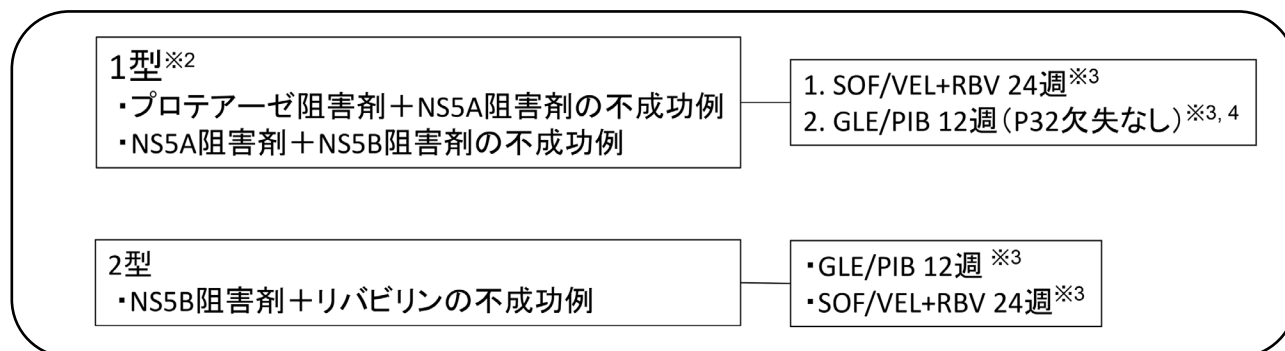 1型※2
・プロテアーゼ阻害剤＋NS5A阻害剤の不成功例
・NS5A阻害剤＋NS5B阻害剤の不成功例
1. SOF/VEL+RBV 24週※3
2. GLE/PIB 12週（P32欠失なし）※3, 4
2型
・NS5B阻害剤＋リバビリンの不成功例
・GLE/PIB 12週 ※3
・SOF/VEL+RBV 24週※3